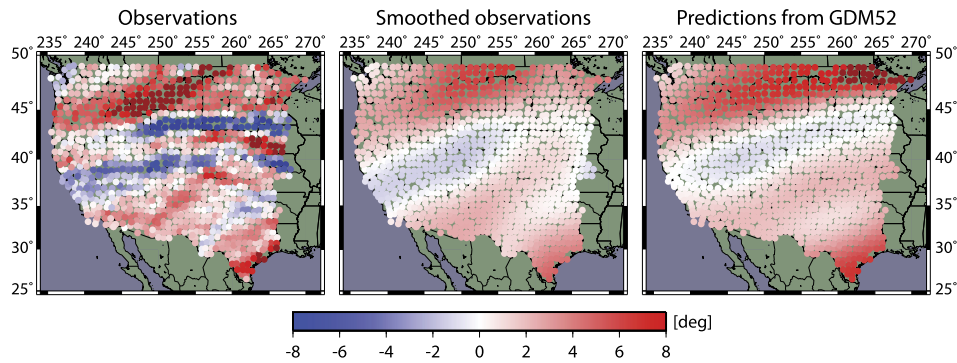 Observations
Smoothed observations
Predictions from GDM52
235° 240° 245° 250° 255° 260° 265° 270°
235° 240° 245° 250° 255° 260° 265° 270°
235° 240° 245° 250° 255° 260° 265° 270°
50° 50°
45° 45°
40° 40°
35° 35°
30° 30°
25° 25°
[deg]
-8 -6 -4 -2 0 2 4 6 8